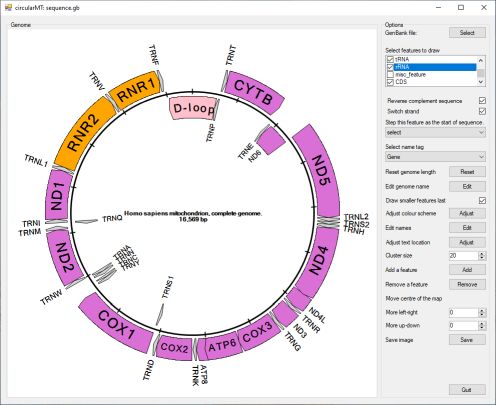 circularMT: sequence.gb
Genome
TRNF
TRNT
TRNV
RNR1
D-loop
CYTB
TRNP
RNR2
TRNE
ND6
TRNL1
ND5
ND1
TRNQ
Homo sapiens mitochondrion, complete genome.
16,569 bp
TRNI
TRNM
TRNL2
TRNS2
TRNH
ND2
ND4
TRNW
TRNY
TRNS1
COX1
ND4L
TRNR
ND3
TRNG
COX3
ATP6
COX2
TRND
TRNK
ATP8
Options
GenBank file:
Select
Select features to draw
tRNA
rRNA
misc_feature
CDS
Reverse complement sequence
Switch strand
Step this feature as the start of sequence.
select
Select name tag
Gene
Reset genome length
Reset
Edit genome name
Edit
Draw smaller features last
Adjust colour scheme
Adjust
Edit names
Edit
Adjust text location
Adjust
Cluster size
20
Add a feature
Add
Remove a feature
Remove
Move centre of the map
More left-right
0
More up-down
0
Save image
Save
Quit